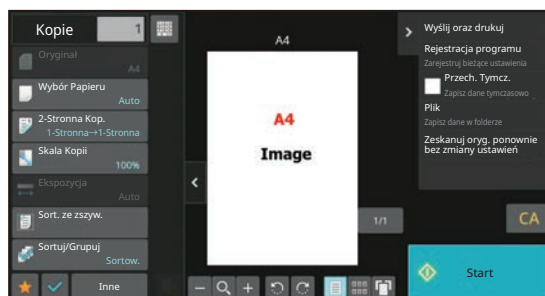 Kopie
1
Oryginał
A4
Wybór Papieru
Auto
2-Stronna Kop.
1-Stronna→1-Stronna
Skala Kopii
100%
Ekspozycja
Auto
Sort. ze zszyw.
Sortuj/Grupuj
Sortow.
Inne
A4
A4
Image
1/1
Wyślij oraz drukuj
Rejestracja programu
Zarejestruj bieżące ustawienia
Przech. Tymcz.
Zapisz dane tymczasowo
Plik
Zapisz dane w folderze
Zeskanuj oryg. ponownie
bez zmiany ustawień
CA
Start